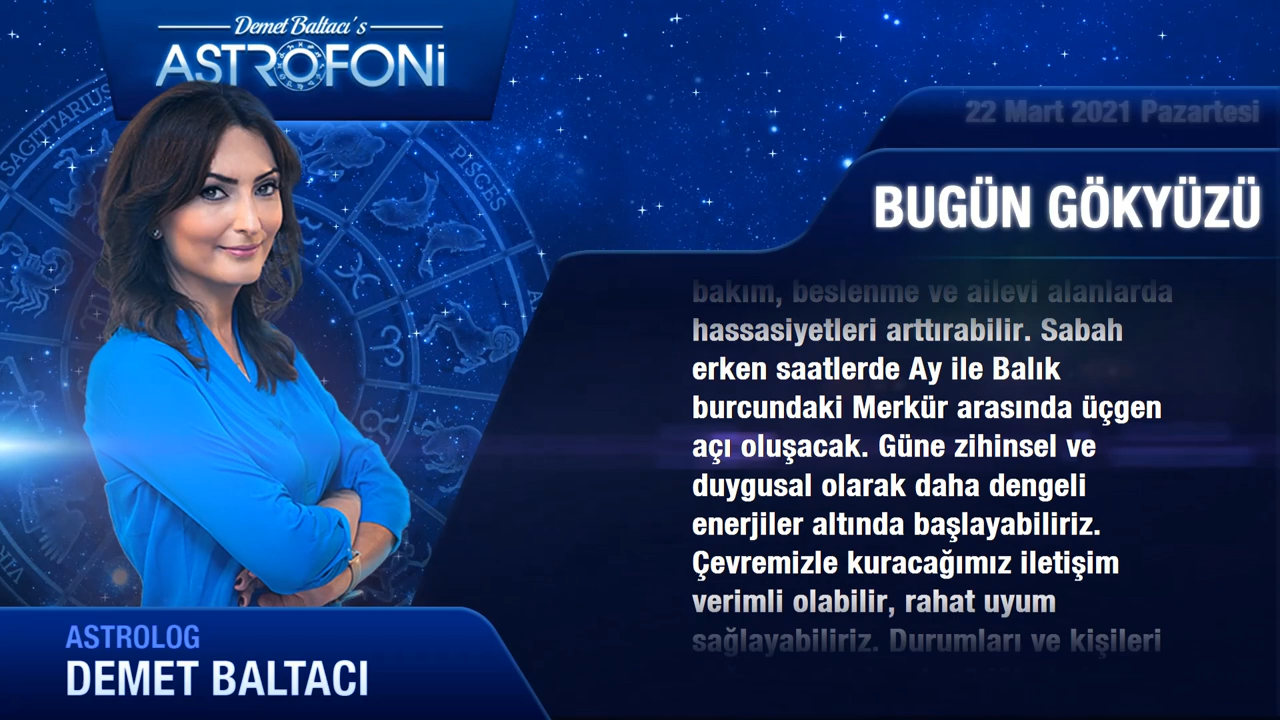 Demet Baltacı's
ASTROFONi
SAGITTARIUS
PISCES
22 Mart 2021 Pazartesi
BUGÜN GÖKYÜZÜ
bakım, beslenme ve ailevi alanlarda
hassasiyetleri arttırabilir. Sabah
erken saatlerde Ay ile Balık
burcundaki Merkür arasında üçgen
açı oluşacak. Güne zihinsel ve
duygusal olarak daha dengeli
enerjiler altında başlayabiliriz.
Çevremizle kuracağımız iletişim
verimli olabilir, rahat uyum
sağlayabiliriz. Durumları ve kişileri
ASTROLOG
DEMET BALTACI